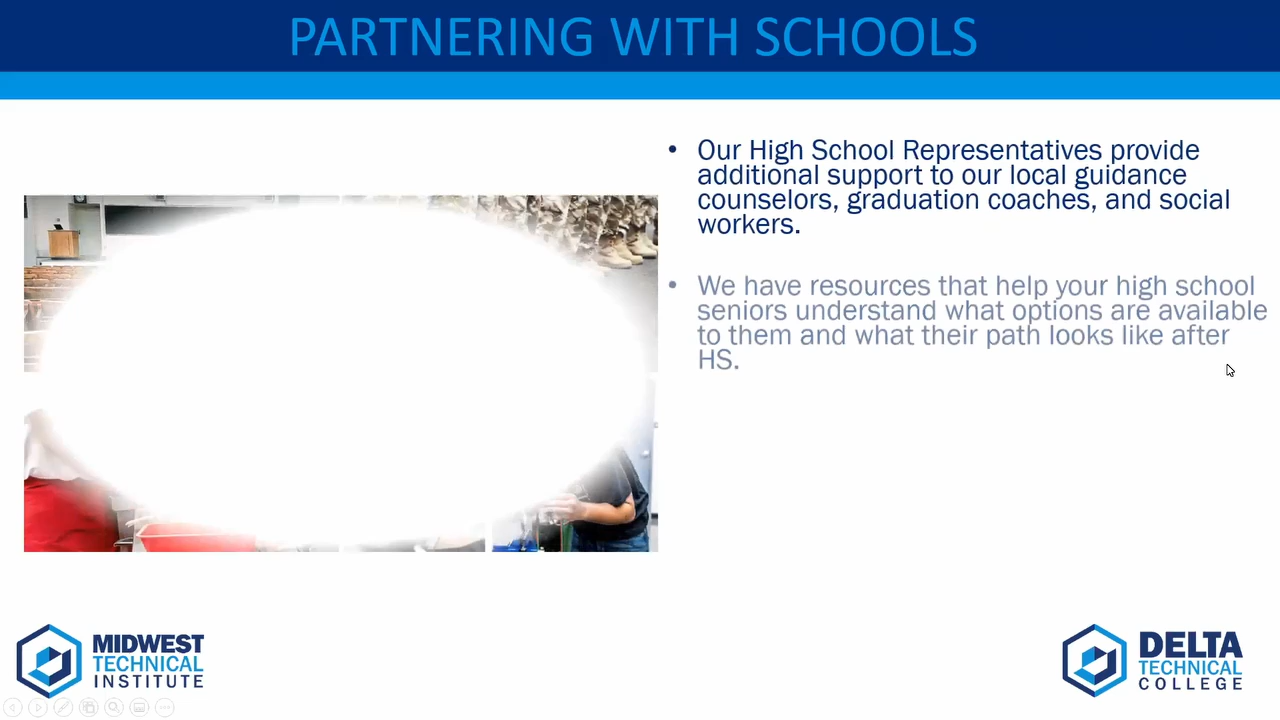 PARTNERING WITH SCHOOLS
• Our High School Representatives provide
additional support to our local guidance
counselors, graduation coaches, and social
workers.
• We have resources that help your high school
seniors understand what options are available
to them and what their path looks like after
HS.
MIDWEST
TECHNICAL
INSTITUTE
DELTA
TECHNICAL
COLLEGE